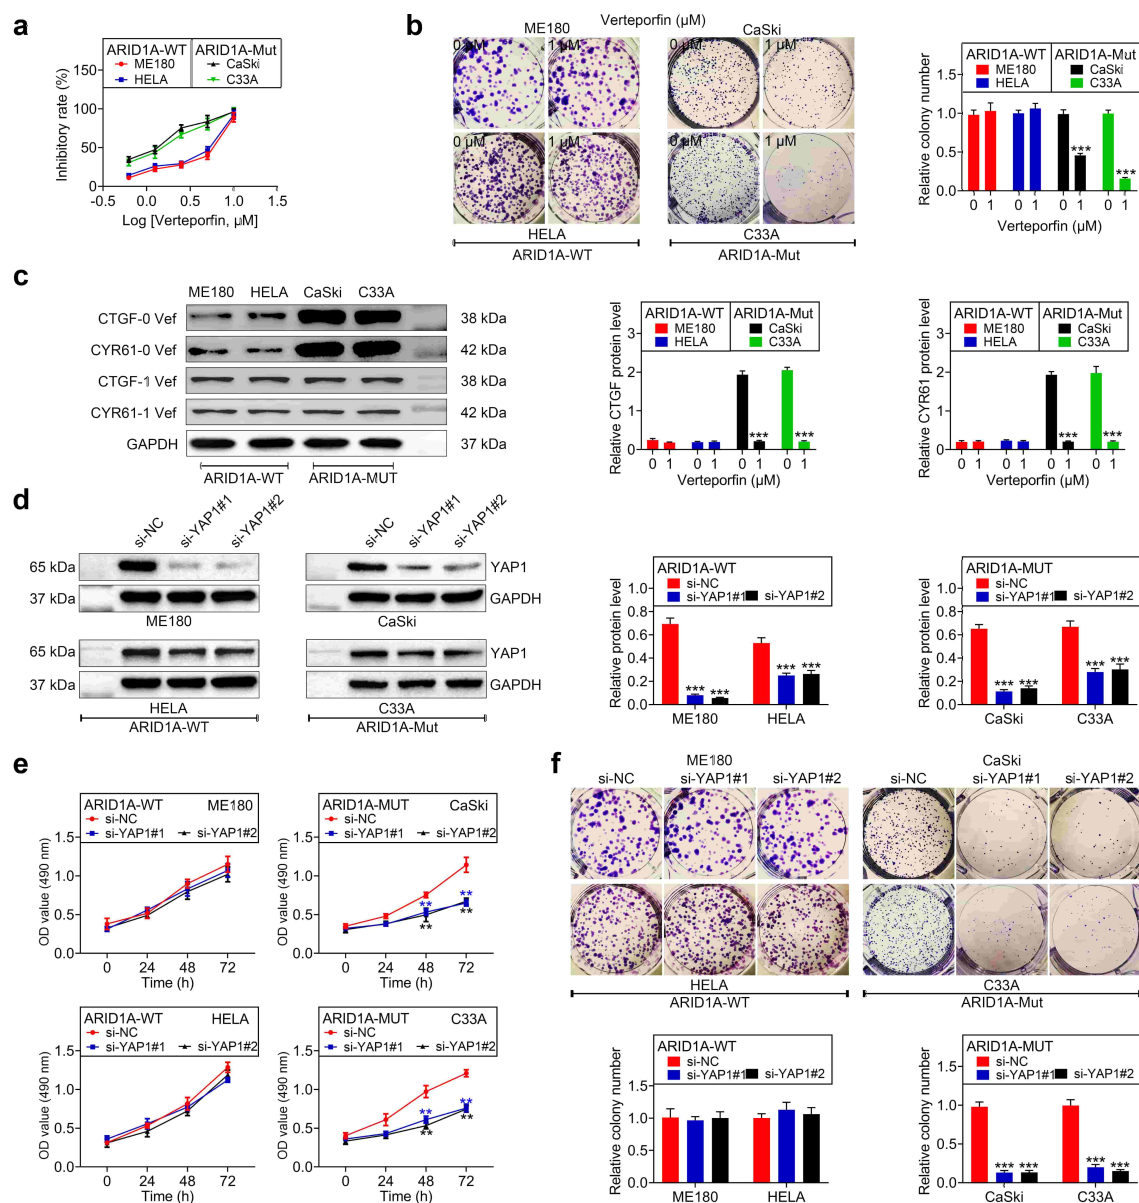 a
ARID1A-WT ARID1A-Mut
ME180 CaSki
HELA C33A
Inhibitory rate (%)
150
100
50
0
-0.5 0.0 0.5 1.0 1.5
Log [Verteporfin, µM]
b
Verteporfin (µM)
ME180 CaSki
0 µM 1 µM 0 µM 1 µM
0 µM 1 µM 0 µM 1 µM
HELA C33A
ARID1A-WT ARID1A-Mut
ARID1A-WT ARID1A-Mut
ME180 CaSki
HELA C33A
Relative colony number
1.5
1.0
0.5
0.0
*** ***
0 1 0 1 0 1 0 1
Verteporfin (µM)
c
ME180 HELA CaSki C33A
CTGF-0 Vef 38 kDa
CYR61-0 Vef 42 kDa
CTGF-1 Vef 38 kDa
CYR61-1 Vef 42 kDa
GAPDH 37 kDa
ARID1A-WT ARID1A-MUT
ARID1A-WT ARID1A-Mut
ME180 CaSki
HELA C33A
Relative CTGF protein level
3
2
1
0
*** ***
0 1 0 1 0 1 0 1
Verteporfin (µM)
ARID1A-WT ARID1A-Mut
ME180 CaSki
HELA C33A
Relative CYR61 protein level
3
2
1
0
*** ***
0 1 0 1 0 1 0 1
Verteporfin (µM)
d
si-NC si-YAP1#1 si-YAP1#2 si-NC si-YAP1#1 si-YAP1#2
65 kDa YAP1
37 kDa GAPDH
ME180 CaSki
65 kDa YAP1
37 kDa GAPDH
HELA C33A
ARID1A-WT ARID1A-Mut
ARID1A-WT
si-NC
si-YAP1#1 si-YAP1#2
Relative protein level
1.0
0.8
0.6
0.4
0.2
0.0
*** *** *** ***
ME180 HELA
ARID1A-MUT
si-NC
si-YAP1#1 si-YAP1#2
Relative protein level
1.0
0.8
0.6
0.4
0.2
0.0
*** *** *** ***
CaSki C33A
e
ARID1A-WT ME180
si-NC
si-YAP1#1 si-YAP1#2
OD value (490 nm)
1.5
1.0
0.5
0.0
0 24 48 72
Time (h)
ARID1A-MUT CaSki
si-NC
si-YAP1#1 si-YAP1#2
OD value (490 nm)
1.5
1.0
0.5
0.0
** **
** **
0 24 48 72
Time (h)
ARID1A-WT HELA
si-NC
si-YAP1#1 si-YAP1#2
OD value (490 nm)
1.5
1.0
0.5
0.0
0 24 48 72
Time (h)
ARID1A-MUT C33A
si-NC
si-YAP1#1 si-YAP1#2
OD value (490 nm)
1.5
1.0
0.5
0.0
** **
** **
0 24 48 72
Time (h)
f
ME180 CaSki
si-NC si-YAP1#1 si-YAP1#2 si-NC si-YAP1#1 si-YAP1#2
HELA C33A
ARID1A-WT ARID1A-Mut
ARID1A-WT
si-NC
si-YAP1#1 si-YAP1#2
Relative colony number
1.5
1.0
0.5
0.0
ME180 HELA
ARID1A-MUT
si-NC
si-YAP1#1 si-YAP1#2
Relative colony number
1.5
1.0
0.5
0.0
*** *** *** ***
CaSki C33A